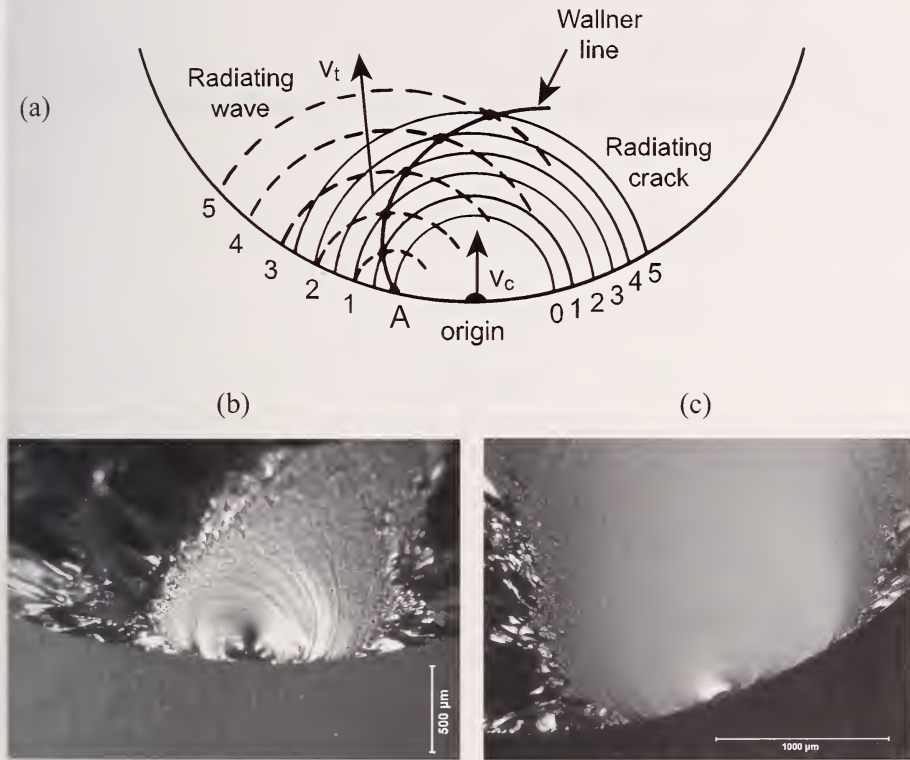 (a)
Radiating
wave
Vt
Wallner
line
Radiating
crack
5
4
3
2
1
A
Vc
origin
0 1 2 3 4 5
(b)
(c)
500 µm
1000 µm